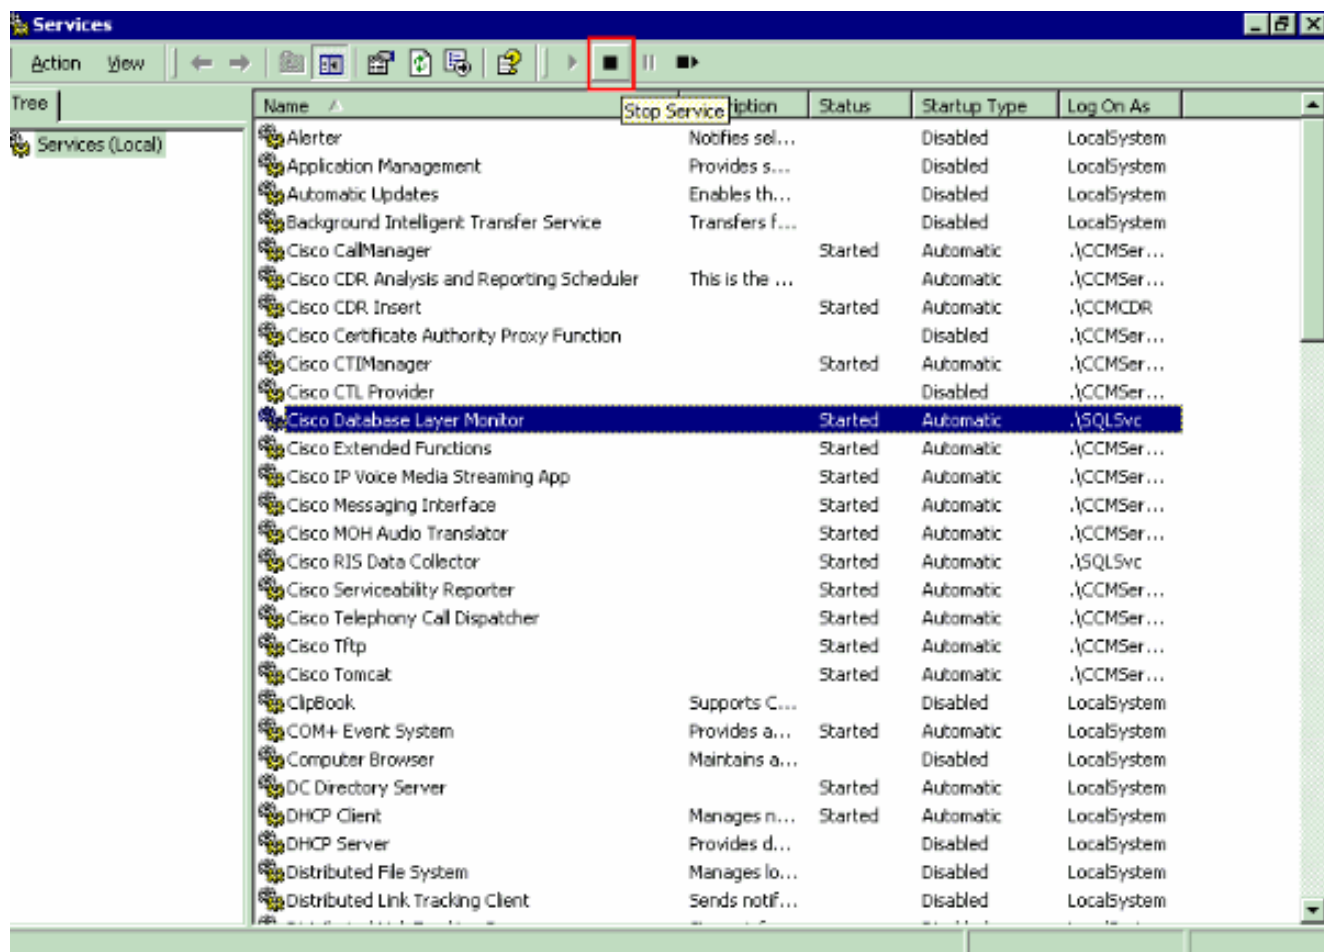 Services
Action View
Tree
Services (Local)
Name Stop Service iption Status Startup Type Log On As
Alerter Notifies sel... Disabled LocalSystem
Application Management Provides s... Disabled LocalSystem
Automatic Updates Enables th... Disabled LocalSystem
Background Intelligent Transfer Service Transfers f... Disabled LocalSystem
Cisco CallManager Started Automatic .\CCMSer...
Cisco CDR Analysis and Reporting Scheduler This is the ... Automatic .\CCMSer...
Cisco CDR Insert Started Automatic .\CCMCDR
Cisco Certificate Authority Proxy Function Disabled .\CCMSer...
Cisco CTIManager Started Automatic .\CCMSer...
Cisco CTL Provider Disabled .\CCMSer...
Cisco Database Layer Monitor Started Automatic .\SQLSvc
Cisco Extended Functions Started Automatic .\CCMSer...
Cisco IP Voice Media Streaming App Started Automatic .\CCMSer...
Cisco Messaging Interface Started Automatic .\CCMSer...
Cisco MOH Audio Translator Started Automatic .\CCMSer...
Cisco RIS Data Collector Started Automatic .\SQLSvc
Cisco Serviceability Reporter Started Automatic .\CCMSer...
Cisco Telephony Call Dispatcher Started Automatic .\CCMSer...
Cisco Tftp Started Automatic .\CCMSer...
Cisco Tomcat Started Automatic .\CCMSer...
ClipBook Supports C... Disabled LocalSystem
COM+ Event System Provides a... Started Automatic LocalSystem
Computer Browser Maintains a... Disabled LocalSystem
DC Directory Server Started Automatic LocalSystem
DHCP Client Manages n... Started Automatic LocalSystem
DHCP Server Provides d... Disabled LocalSystem
Distributed File System Manages lo... Disabled LocalSystem
Distributed Link Tracking Client Sends notif... Disabled LocalSystem